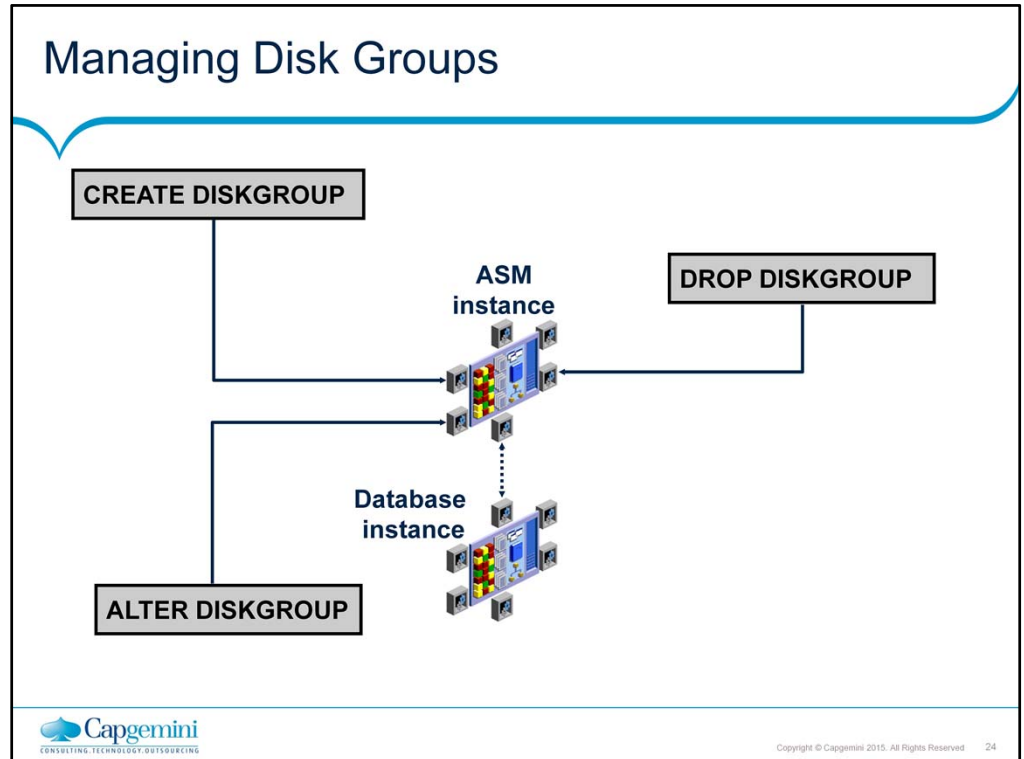 Managing Disk Groups
CREATE DISKGROUP
ASM
instance
DROP DISKGROUP
Database
instance
ALTER DISKGROUP
Capgemini
CONSULTING.TECHNOLOGY.OUTSOURCING
Copyright © Capgemini 2015. All Rights Reserved 24